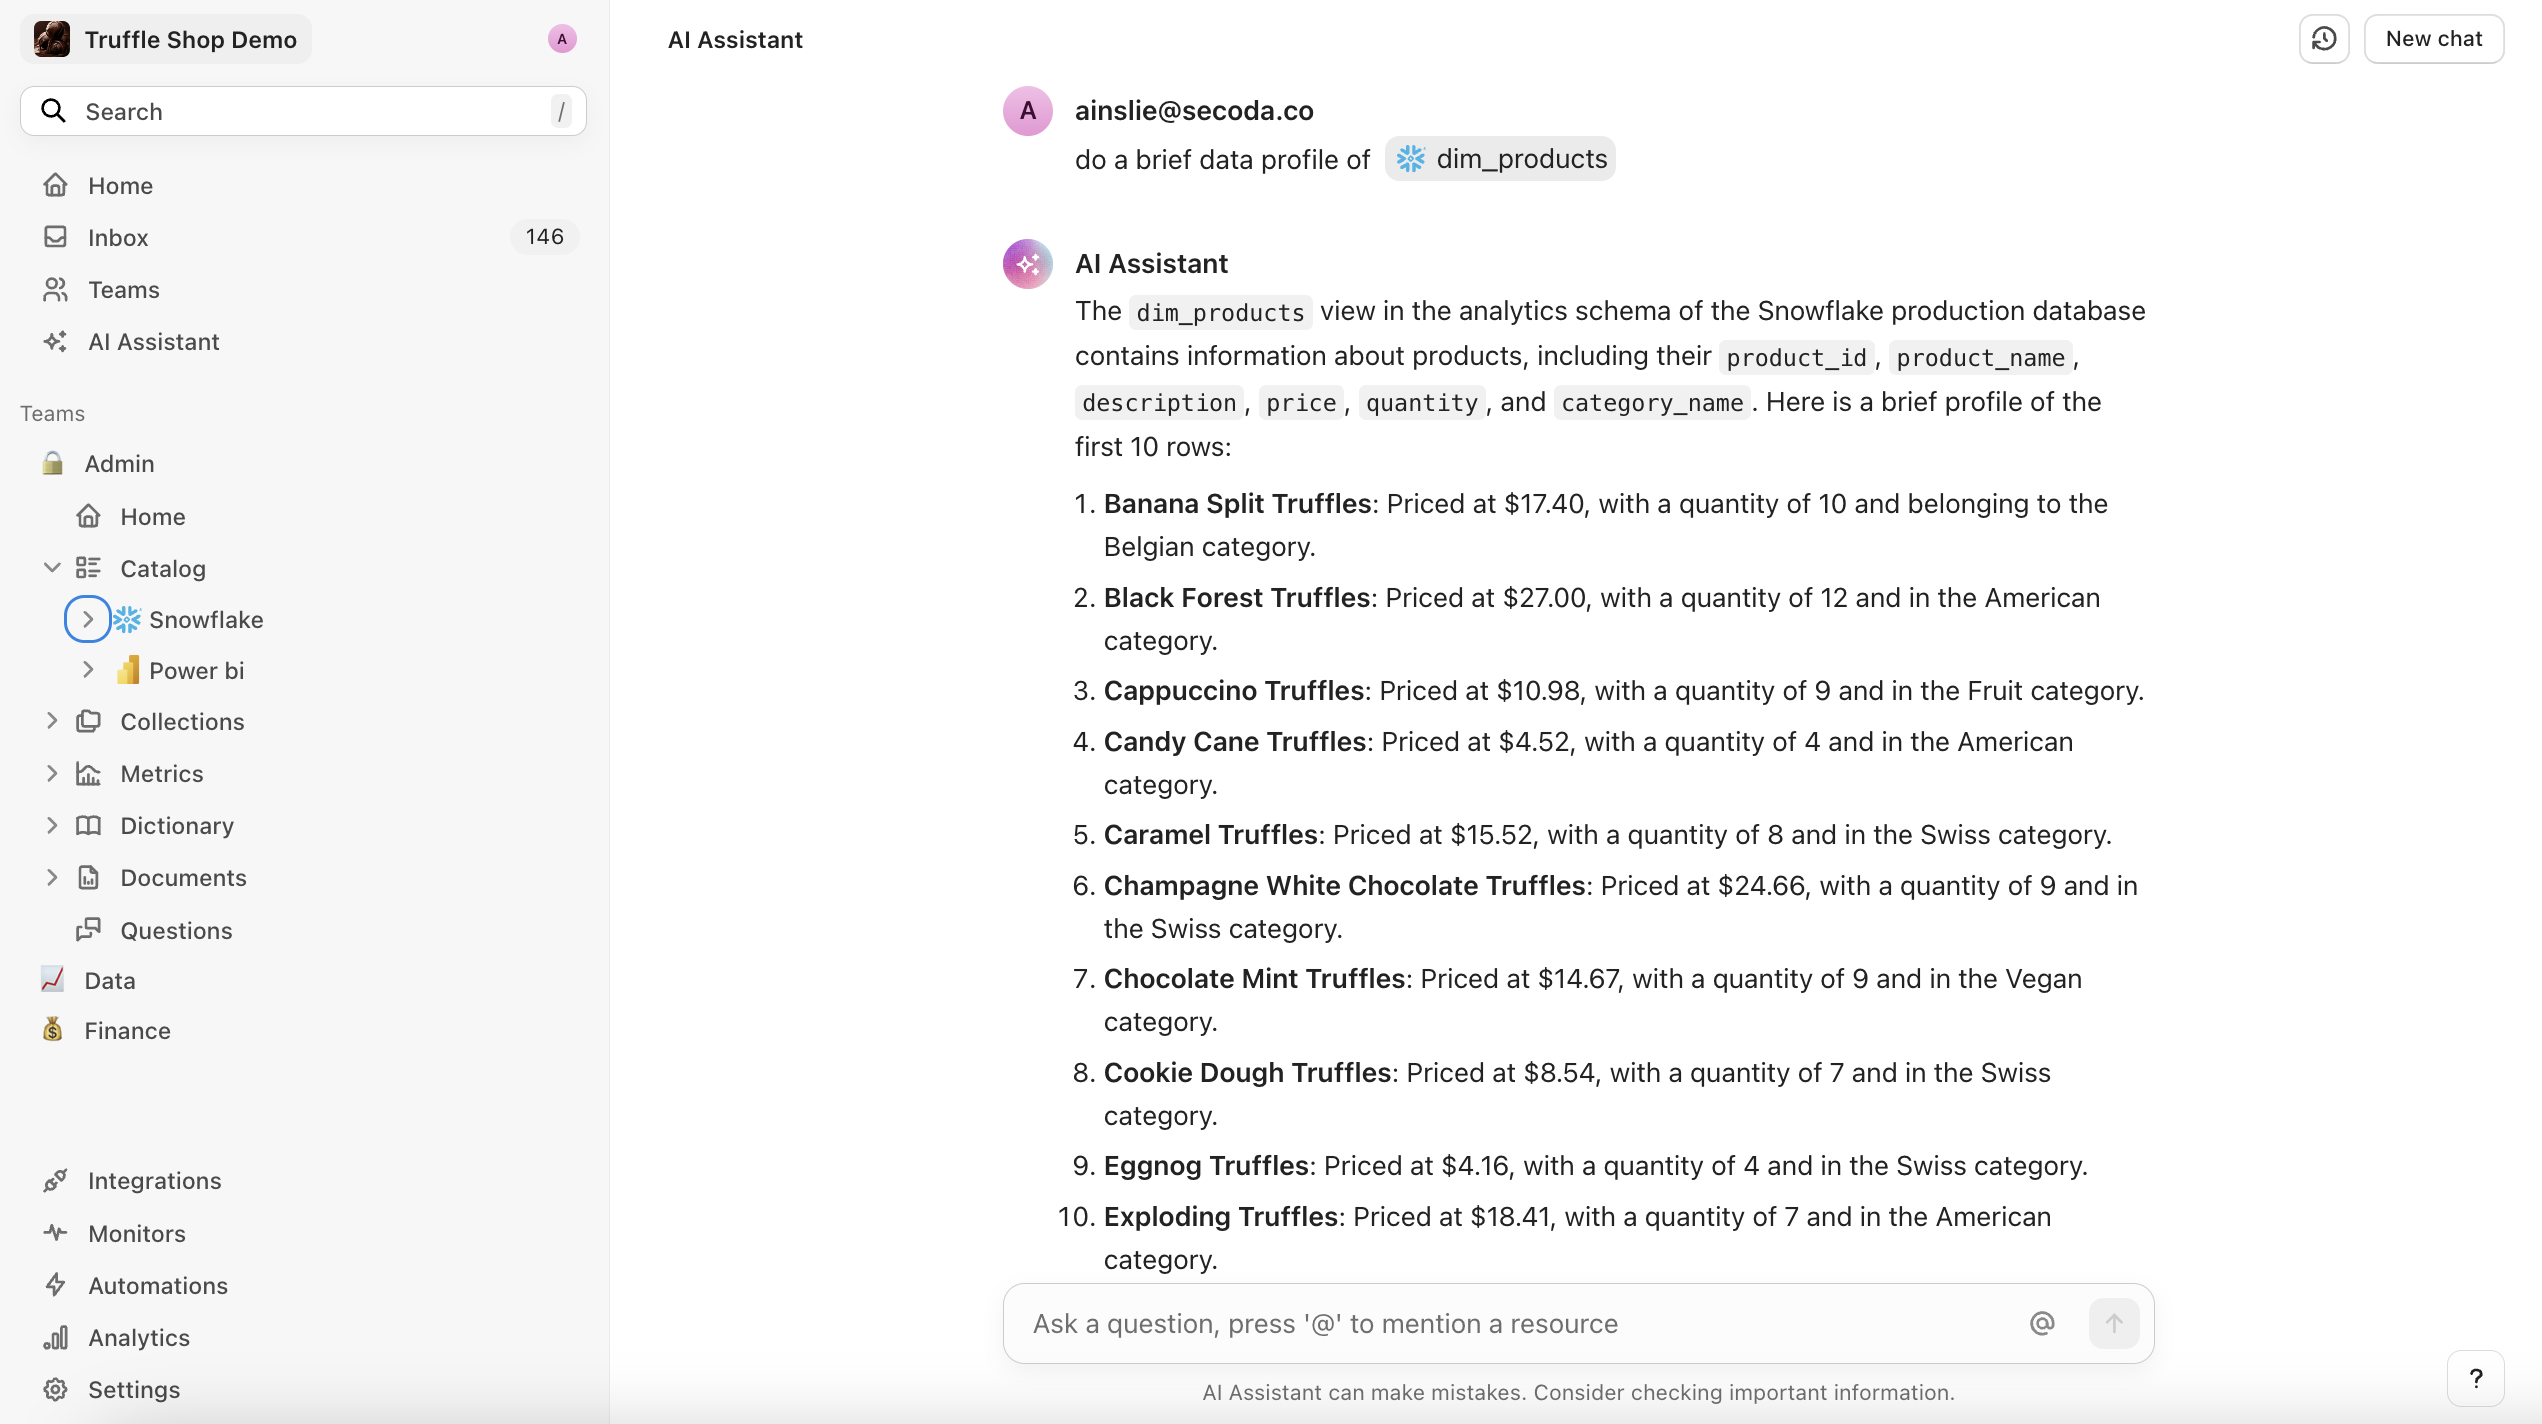 Truffle Shop Demo
A
Search
/
Home
Inbox
146
Teams
AI Assistant
Teams
Admin
Home
Catalog
Snowflake
Power bi
Collections
Metrics
Dictionary
Documents
Questions
Data
Finance
Integrations
Monitors
Automations
Analytics
Settings
AI Assistant
New chat
A
ainslie@secoda.co
do a brief data profile of dim_products
AI Assistant
The dim_products view in the analytics schema of the Snowflake production database
contains information about products, including their product_id, product_name,
description, price, quantity, and category_name. Here is a brief profile of the
first 10 rows:
1. Banana Split Truffles: Priced at $17.40, with a quantity of 10 and belonging to the
Belgian category.
2. Black Forest Truffles: Priced at $27.00, with a quantity of 12 and in the American
category.
3. Cappuccino Truffles: Priced at $10.98, with a quantity of 9 and in the Fruit category.
4. Candy Cane Truffles: Priced at $4.52, with a quantity of 4 and in the American
category.
5. Caramel Truffles: Priced at $15.52, with a quantity of 8 and in the Swiss category.
6. Champagne White Chocolate Truffles: Priced at $24.66, with a quantity of 9 and in
the Swiss category.
7. Chocolate Mint Truffles: Priced at $14.67, with a quantity of 9 and in the Vegan
category.
8. Cookie Dough Truffles: Priced at $8.54, with a quantity of 7 and in the Swiss
category.
9. Eggnog Truffles: Priced at $4.16, with a quantity of 4 and in the Swiss category.
10. Exploding Truffles: Priced at $18.41, with a quantity of 7 and in the American
category.
Ask a question, press '@' to mention a resource
@
AI Assistant can make mistakes. Consider checking important information.
?